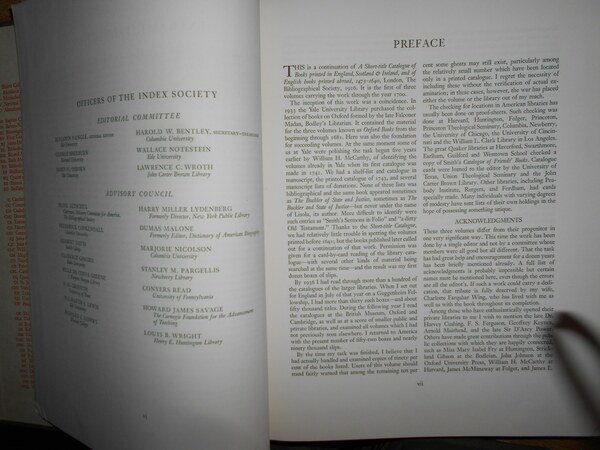 OFFICERS OF THE INDEX SOCIETY
EDITORIAL COMMITTEE
HAROLD W. BENTLEY,
Columbia University
WALLACE NOTESTEIN
Yale University
LAWRENCE C. WROTH
John Carter Brown Library
ADVISORY COUNCIL
HARRY MILLER LYDENBERG
Formerly Director, New York Public Library
DUMAS MALONE
Formerly Editor, Dictionary of American Biography
MARJORIE NICOLSON
Columbia University
STANLEY M. PARGELLIS
Newberry Library
CONYERS READ
University of Pennsylvania
HOWARD JAMES SAVAGE
The Carnegie Foundation for the Advancement
of Teaching
LOUIS B. WRIGHT
Henry E. Huntington Library
vi
PREFACE
THIS is a continuation of A Short-title Catalogue of
Books printed in England, Scotland & Ireland, and of
English books printed abroad, 1475-1640, London, The
Bibliographical Society, 1926. It is the first of three
volumes carrying the work through the year 1700.
The inception of this work was a coincidence. In
1933 the Yale University Library purchased the col-
lection of books on Oxford formed by the late Falconer
Madan, Bodley's Librarian. It contained the material
for the three volumes known as Oxford Books from the
beginning through 1682. Here was also the foundation
for succeeding volumes. At the same moment some of
us at Yale were polishing the task begun five years
earlier by William H. McCarthy, of identifying the
volumes already in Yale when its first catalogue was
made in 1742. We had a shelf-list and catalogue in
manuscript, the printed catalogue of 1743, and several
manuscript lists of donations. None of these lists was
bibliographical and the same book appeared sometimes
as The Buckler of State and Justice, sometimes as The
Buckler and State of Justice—but never under the name
of Lisola, its author. More difficult to identify were
such entries as "Smith's Sermon in Folio" and "a dirty
Old Testament." Thanks to the Short-title Catalogue,
we had relatively little trouble in spotting the volumes
printed before 1641; but the books published later called
out for a continuation of that work. Permission was
given for a card-by-card reading of the library cata-
logue—with several other kinds of material being
watched at the same time—and the result was my first
dozen boxes of slips.
By 1936 I had read through more than a hundred of
the catalogues of the larger libraries. When I set out
for England in July of that year on a Guggenheim Fel-
lowship, I had more than thirty such boxes—and about
fifty thousand titles. During the following year I read
the catalogues at the British Museum, Oxford and
Cambridge, as well as at a score of smaller public and
private libraries, and examined all volumes which I had
not previously seen elsewhere. I returned to America
with the present number of fifty-two boxes and nearly
ninety thousand slips.
By the time my task was finished, I believe that I
had actually handled and examined copies of ninety per
cent of the books listed. Users of this volume should
stand fairly warned that among the remaining ten per
cent some ghosts may still exist, particularly among
the relatively small number which have been located
only in a printed catalogue. I regret the necessity of
including these without the verification of actual ex-
amination; in these cases, however, the war has placed
either the volume or the library out of my reach.
The checking for locations in American libraries has
usually been done on proof-sheets. Such checking was
done at Harvard, Huntington, Folger, Princeton,
Princeton Theological Seminary, Columbia, Newberry,
the University of Chicago, the University of Cincin-
nati and the William A. Clark Library in Los Angeles.
The great Quaker libraries at Haverford, Swarthmore,
Earlham, Guilford and Westtown School checked a
copy of Smith's Catalogue of Friends' Books. Catalogue
cards were loaned to the editor by the University of
Texas, Union Theological Seminary and the John
Carter Brown Library. Other libraries, including Pea-
body Institute, Rutgers, and Fordham, had cards
specially made. Many individuals with varying degrees
of modesty have sent lists of their own holdings in the
hope of possessing something unique.
ACKNOWLEDGMENTS
These three volumes differ from their progenitor in
one very significant way. This time the work has been
done by a single editor and not by a committee whose
members were all good but all different. That the task
has had great help and encouragement for a dozen years
has been briefly mentioned already. A full list of
acknowledgments is probably impossible but certain
names must be mentioned here, even though the errors
are all the editor's. If such a work could carry a dedi-
cation, that tribute is fully deserved by my wife,
Charlotte Farquhar Wing, who has lived with me as
well as with the book throughout its compilation.
Among those who have enthusiastically opened their
private libraries to me I wish to mention the late Dr.
Harvey Cushing, F. S. Ferguson, Geoffrey Keynes,
Arnold Muirhead, and the late Sir D'Arcy Power.
Others have made great contributions through the pub-
lic collections with which they are happily connected,
such as Miss Mary Isabel Fry at Huntington, Strick-
land Gibson at the Bodleian, John Johnson at the
Oxford University Press, William H. McCarthy at
Harvard, James McManaway at Folger, and James E.
vii